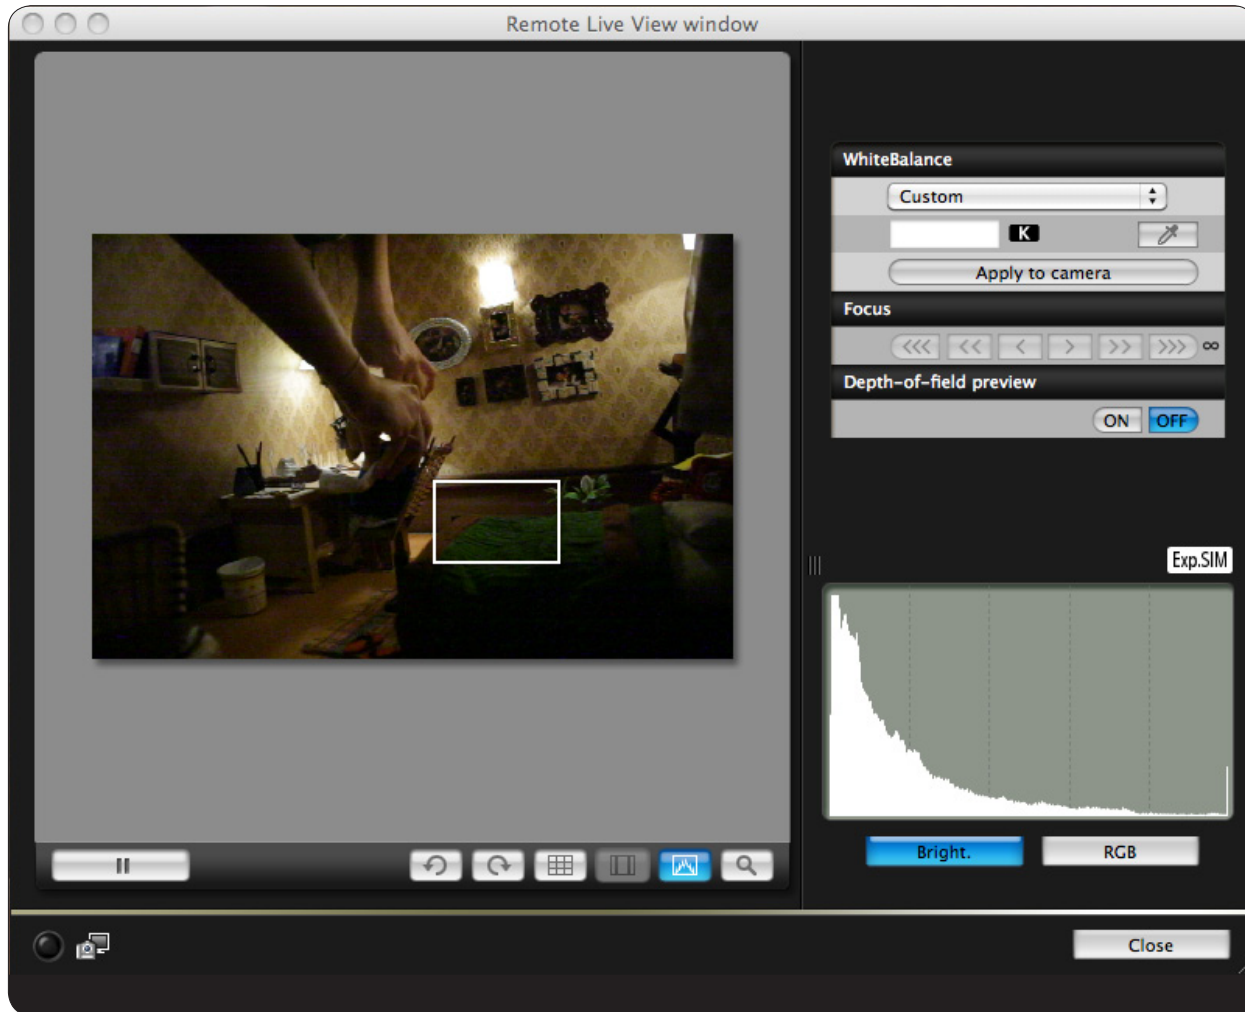 Remote Live View window
WhiteBalance
Custom
K
Apply to camera
Focus
<<< << < > >> >>> ∞
Depth-of-field preview
ON OFF
Exp.SIM
Bright. RGB
Close